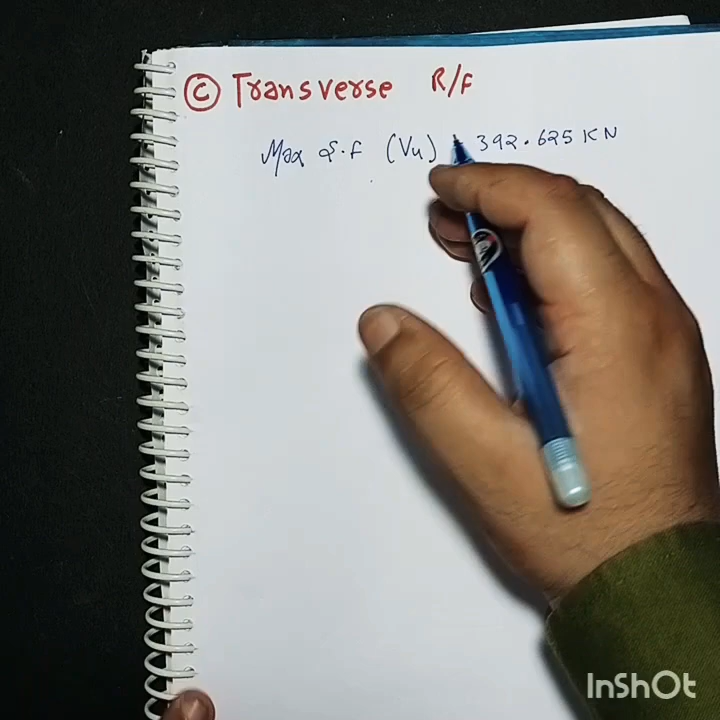 Ⓒ Transverse R/F
Max S.F (Vu) 392.625 KN
InShOt